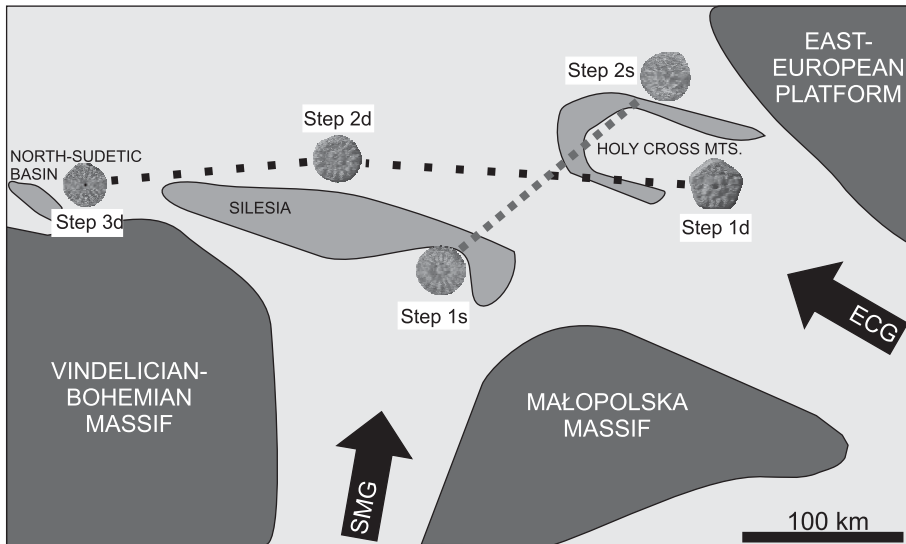 EAST-
EUROPEAN
PLATFORM
Step 2s
Step 2d
HOLY CROSS MTS.
NORTH-SUDETIC
BASIN
Step 3d
SILESIA
Step 1d
Step 1s
ECG
VINDELICIAN-
BOHEMIAN
MASSIF
MAŁOPOLSKA
MASSIF
SMG
100 km